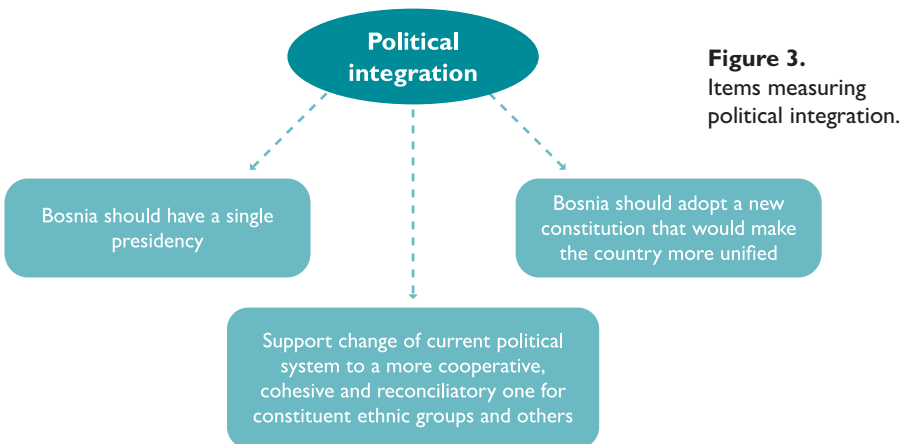 Political
integration
Figure 3.
Items measuring
political integration.
Bosnia should have a single
presidency
Bosnia should adopt a new
constitution that would make
the country more unified
Support change of current political
system to a more cooperative,
cohesive and reconciliatory one for
constituent ethnic groups and others